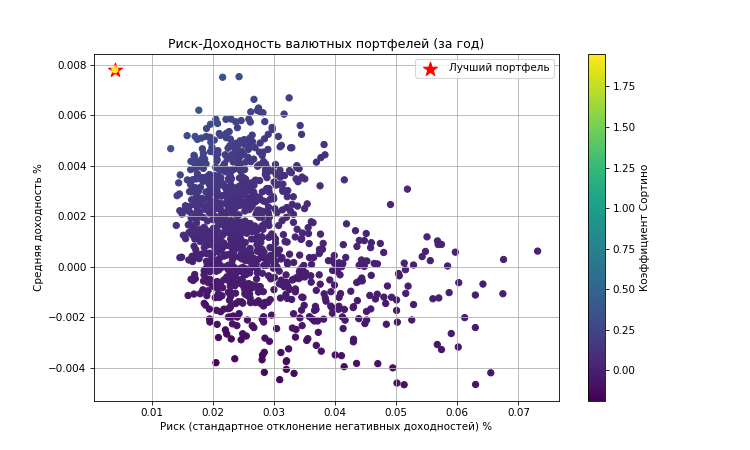 Риск-Доходность валютных портфелей (за год)
Лучший портфель
Средняя доходность %
0.008
0.006
0.004
0.002
0.000
−0.002
−0.004
0.01 0.02 0.03 0.04 0.05 0.06 0.07
Риск (стандартное отклонение негативных доходностей) %
1.75
1.50
1.25
1.00
0.75
0.50
0.25
0.00
Коэффициент Сортино